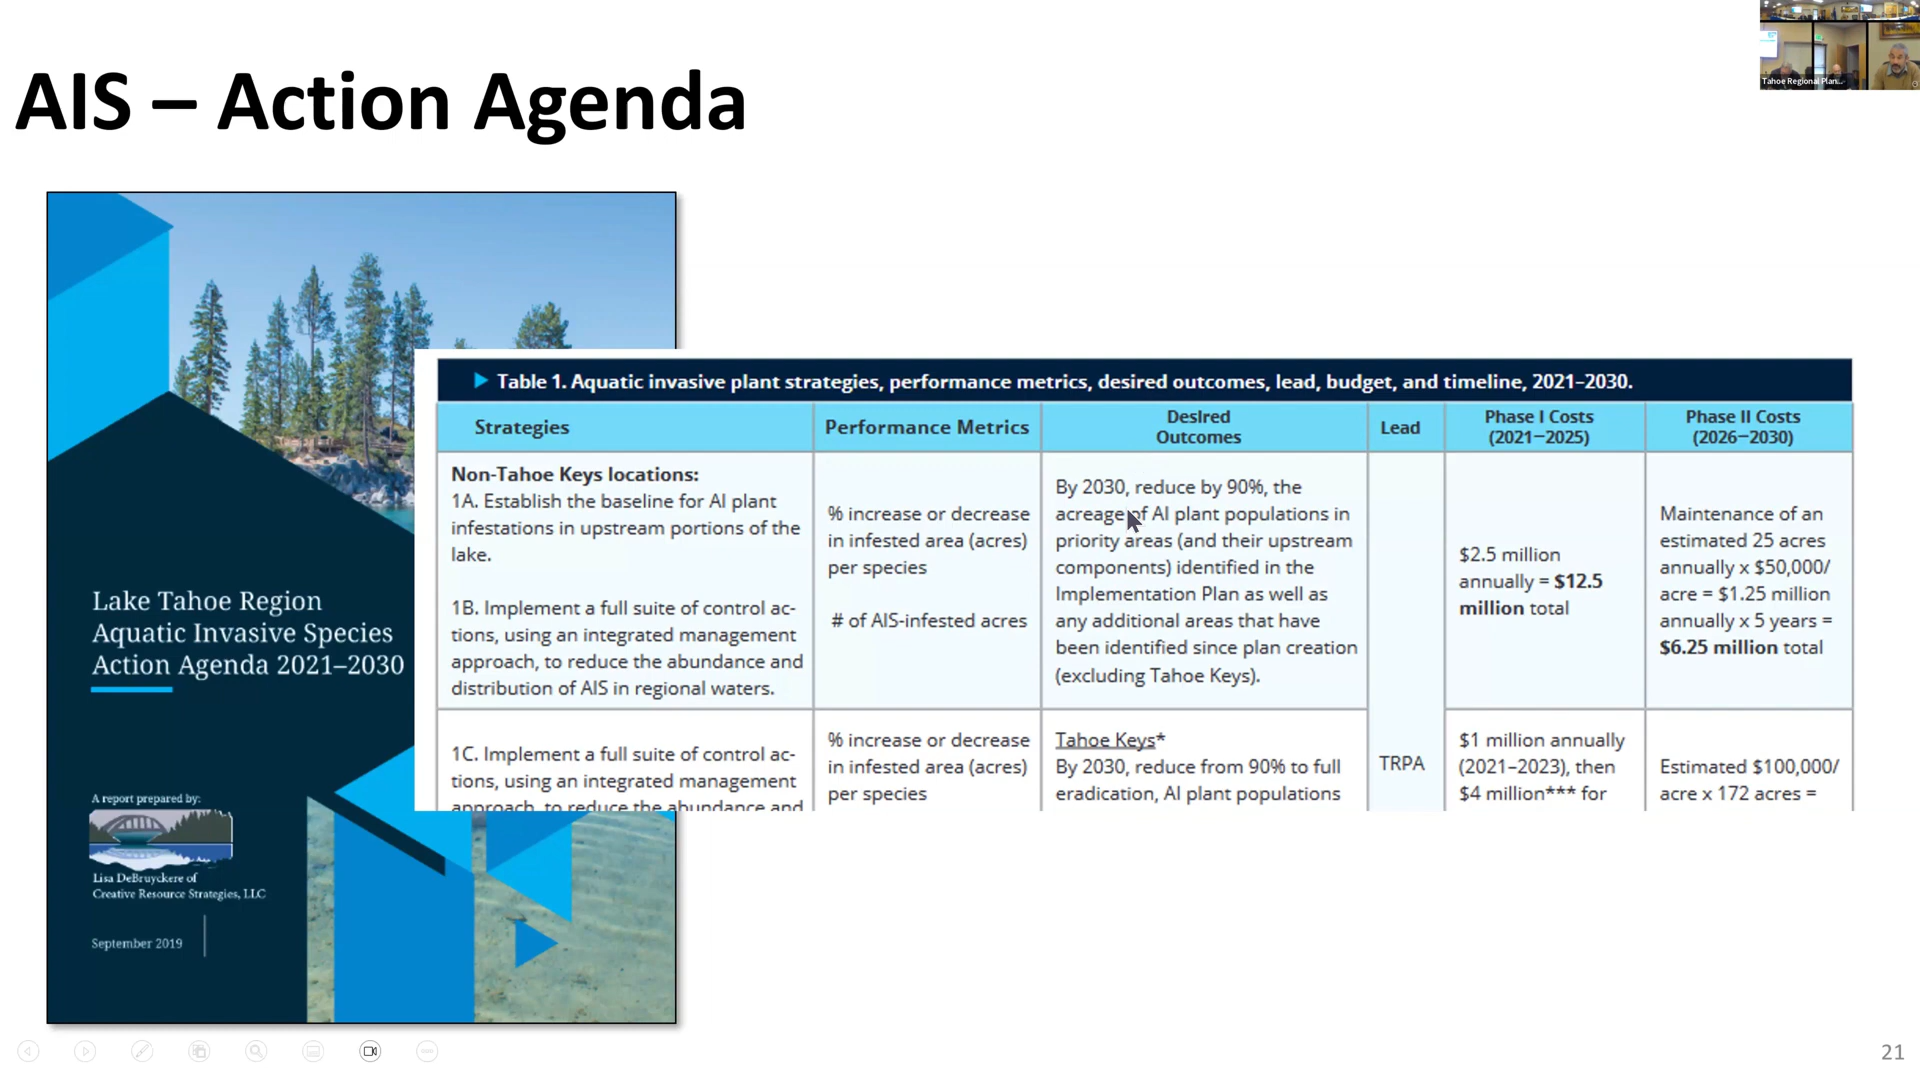 Tahoe Regional Plan...
AIS – Action Agenda
Lake Tahoe Region
Aquatic Invasive Species
Action Agenda 2021–2030
A report prepared by:
Lisa DeBruyckere of
Creative Resource Strategies, LLC
September 2019
Table 1. Aquatic invasive plant strategies, performance metrics, desired outcomes, lead, budget, and timeline, 2021–2030.
Strategies
Performance Metrics
Desired
Outcomes
Lead
Phase I Costs
(2021–2025)
Phase II Costs
(2026–2030)
Non-Tahoe Keys locations:
1A. Establish the baseline for AI plant
infestations in upstream portions of the
lake.
1B. Implement a full suite of control ac-
tions, using an integrated management
approach, to reduce the abundance and
distribution of AIS in regional waters.
% increase or decrease
in infested area (acres)
per species
# of AIS-infested acres
By 2030, reduce by 90%, the
acreage of AI plant populations in
priority areas (and their upstream
components) identified in the
Implementation Plan as well as
any additional areas that have
been identified since plan creation
(excluding Tahoe Keys).
$2.5 million
annually = $12.5
million total
Maintenance of an
estimated 25 acres
annually x $50,000/
acre = $1.25 million
annually x 5 years =
$6.25 million total
1C. Implement a full suite of control ac-
tions, using an integrated management
approach, to reduce the abundance and
% increase or decrease
in infested area (acres)
per species
Tahoe Keys*
By 2030, reduce from 90% to full
eradication, AI plant populations
TRPA
$1 million annually
(2021–2023), then
$4 million*** for
Estimated $100,000/
acre x 172 acres =
21